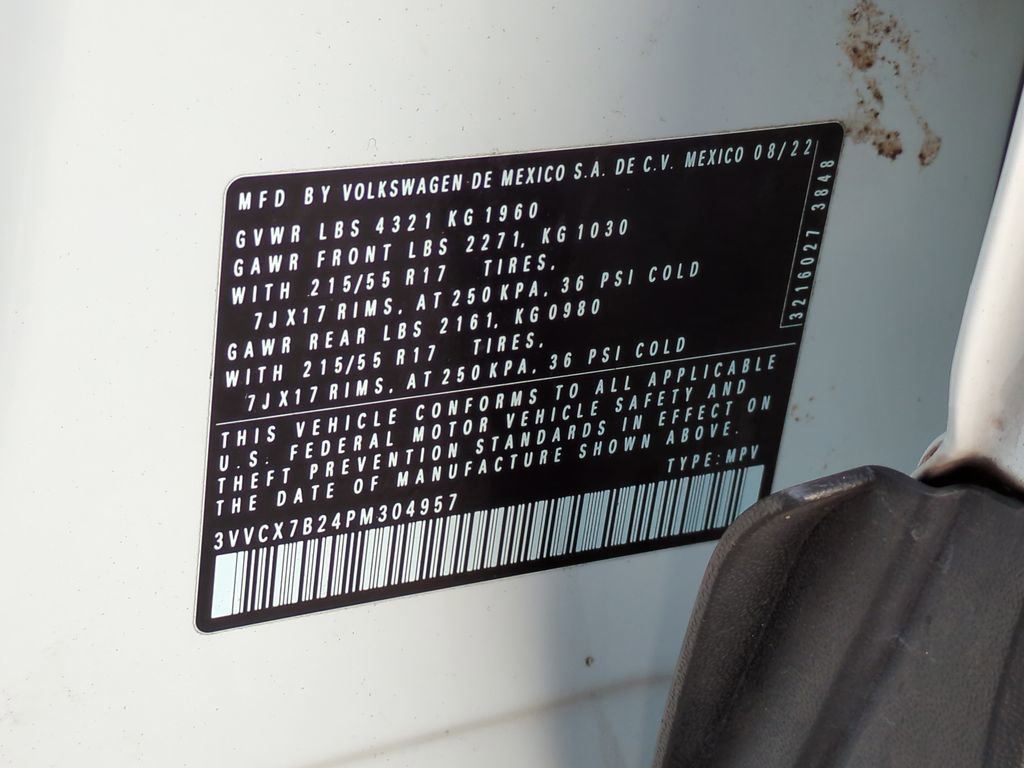 MFD BY VOLKSWAGEN DE MEXICO S.A. DE C.V. MEXICO 08/22
GVWR LBS 4321 KG 1960
GAWR FRONT LBS 2271, KG 1030
WITH 215/55 R17 TIRES,
7JX17 RIMS, AT 250 KPA, 36 PSI COLD
GAWR REAR LBS 2161, KG 0980
WITH 215/55 R17 TIRES,
7JX17 RIMS, AT 250 KPA, 36 PSI COLD
3216027 3848
THIS VEHICLE CONFORMS TO ALL APPLICABLE
U.S. FEDERAL MOTOR VEHICLE SAFETY AND
THEFT PREVENTION STANDARDS IN EFFECT ON
THE DATE OF MANUFACTURE SHOWN ABOVE.
TYPE: MPV
3VVCX7B24PM304957